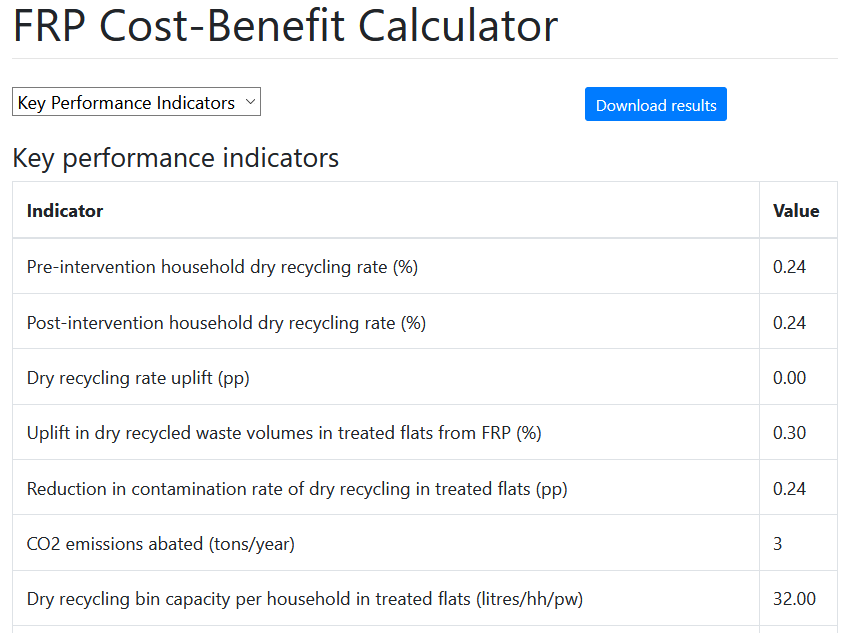 FRP Cost-Benefit Calculator
Key Performance Indicators
Download results
Key performance indicators
Indicator Value
Pre-intervention household dry recycling rate (%) 0.24
Post-intervention household dry recycling rate (%) 0.24
Dry recycling rate uplift (pp) 0.00
Uplift in dry recycled waste volumes in treated flats from FRP (%) 0.30
Reduction in contamination rate of dry recycling in treated flats (pp) 0.24
CO2 emissions abated (tons/year) 3
Dry recycling bin capacity per household in treated flats (litres/hh/pw) 32.00